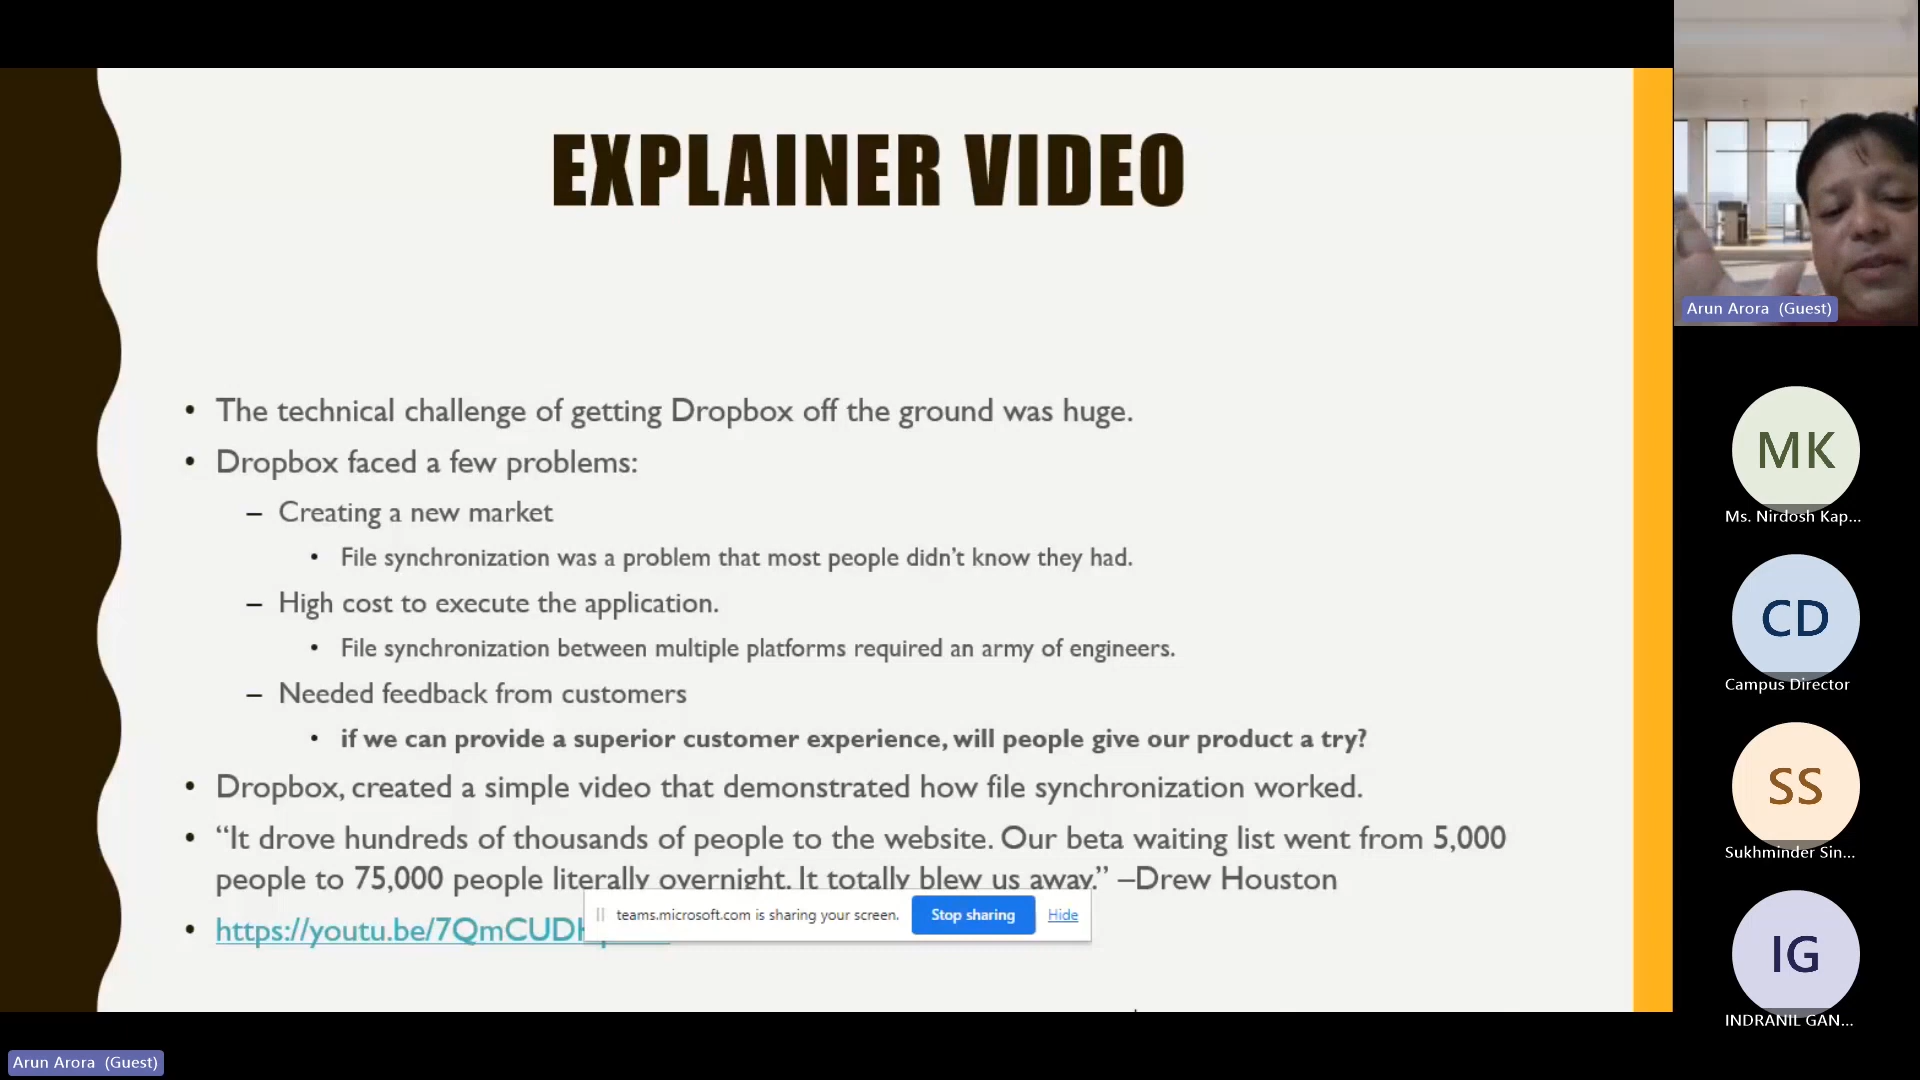 EXPLAINER VIDEO
• The technical challenge of getting Dropbox off the ground was huge.
• Dropbox faced a few problems:
– Creating a new market
• File synchronization was a problem that most people didn’t know they had.
– High cost to execute the application.
• File synchronization between multiple platforms required an army of engineers.
– Needed feedback from customers
• if we can provide a superior customer experience, will people give our product a try?
• Dropbox, created a simple video that demonstrated how file synchronization worked.
• “It drove hundreds of thousands of people to the website. Our beta waiting list went from 5,000
people to 75,000 people literally overnight. It totally blew us away.” –Drew Houston
• https://youtu.be/7QmCUD
teams.microsoft.com is sharing your screen.
Stop sharing
Hide
Arun Arora (Guest)
MK
Ms. Nirdosh Kap...
CD
Campus Director
SS
Sukhminder Sin...
IG
INDRANIL GAN...
Arun Arora (Guest)